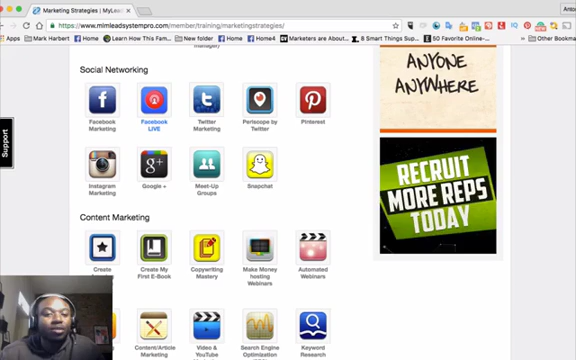 Marketing Strategies | MyLe
https://www.mlmleadsystempro.com/member/training/marketingstrategies/
Apps
Mark Harbert
Learn How This Fam
New folder
Home
Home4
Marketers are Abou
8 Smart Things Sup
50 Favorite Online-
Other Bookma
Support
Social Networking
Facebook
Marketing
Facebook
LIVE
Twitter
Marketing
Periscope by
Twitter
Pinterest
Instagram
Marketing
Google +
Meet-Up
Groups
Snapchat
Content Marketing
Create
Create My
First E-Book
Copywriting
Mastery
Make Money
hosting
Webinars
Automated
Webinars
Content/Article
Marketing
Video &
YouTube
Search Engine
Optimization
Keyword
Research
ANYONE
ANYWHERE
RECRUIT
MORE REPS
TODAY